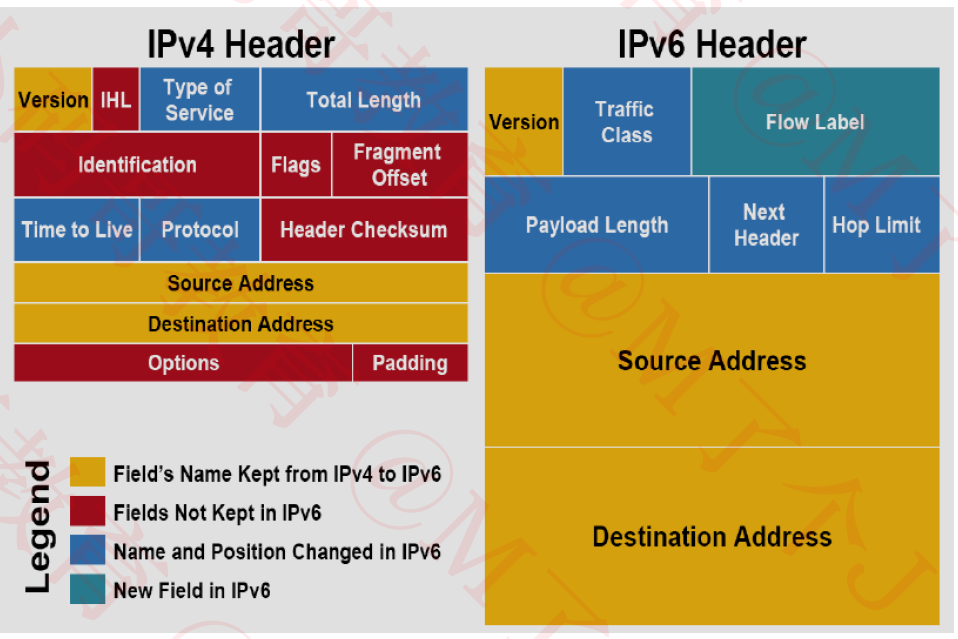 IPv4 Header
Version IHL Type of Service Total Length
Identification Flags Fragment Offset
Time to Live Protocol Header Checksum
Source Address
Destination Address
Options Padding
IPv6 Header
Version Traffic Class Flow Label
Payload Length Next Header Hop Limit
Source Address
Destination Address
Legend
Field's Name Kept from IPv4 to IPv6
Fields Not Kept in IPv6
Name and Position Changed in IPv6
New Field in IPv6